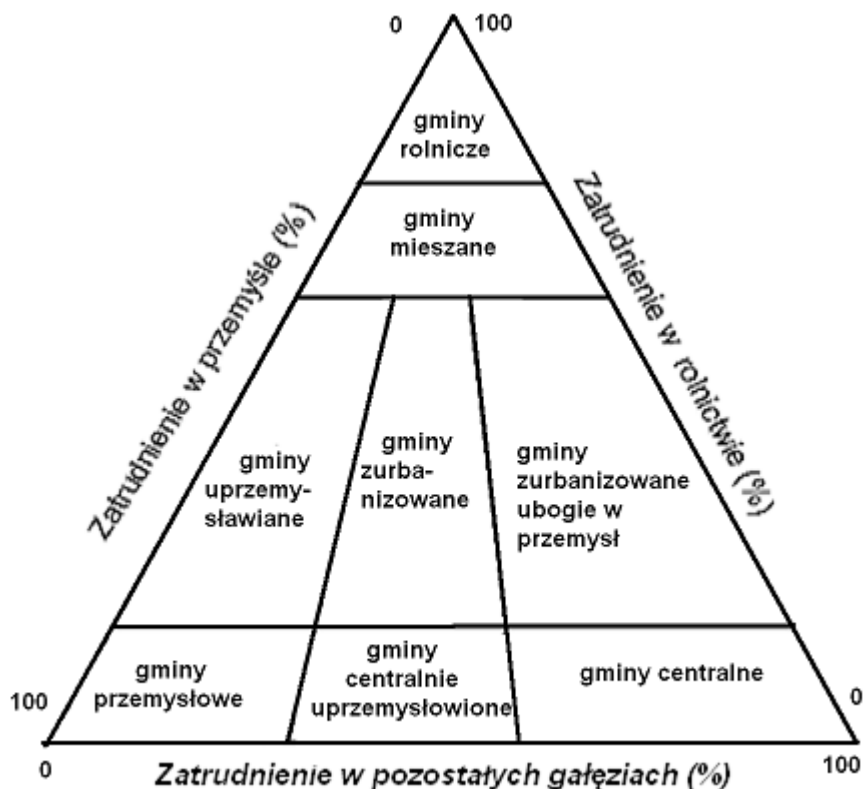 0
100
gminy
rolnicze
Zatrudnienie w przemyśle (%)
Zatrudnienie w rolnictwie (%)
gminy
mieszane
gminy
uprzemy-
sławiane
gminy
zurba-
nizowane
gminy
zurbanizowane
ubogie w
przemysł
gminy
przemysłowe
gminy
centralnie
uprzemysłowione
gminy centralne
100
0
0
Zatrudnienie w pozostałych gałęziach (%)
100